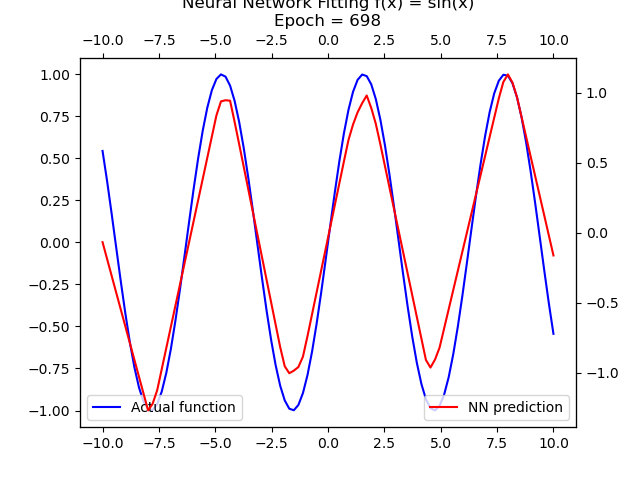 Neural Network Fitting f(x) = sin(x)
Epoch = 698
−10.0 −7.5 −5.0 −2.5 0.0 2.5 5.0 7.5 10.0
1.00
0.75
0.50
0.25
0.00
−0.25
−0.50
−0.75
−1.00
1.0
0.5
0.0
−0.5
−1.0
Actual function
NN prediction
−10.0 −7.5 −5.0 −2.5 0.0 2.5 5.0 7.5 10.0